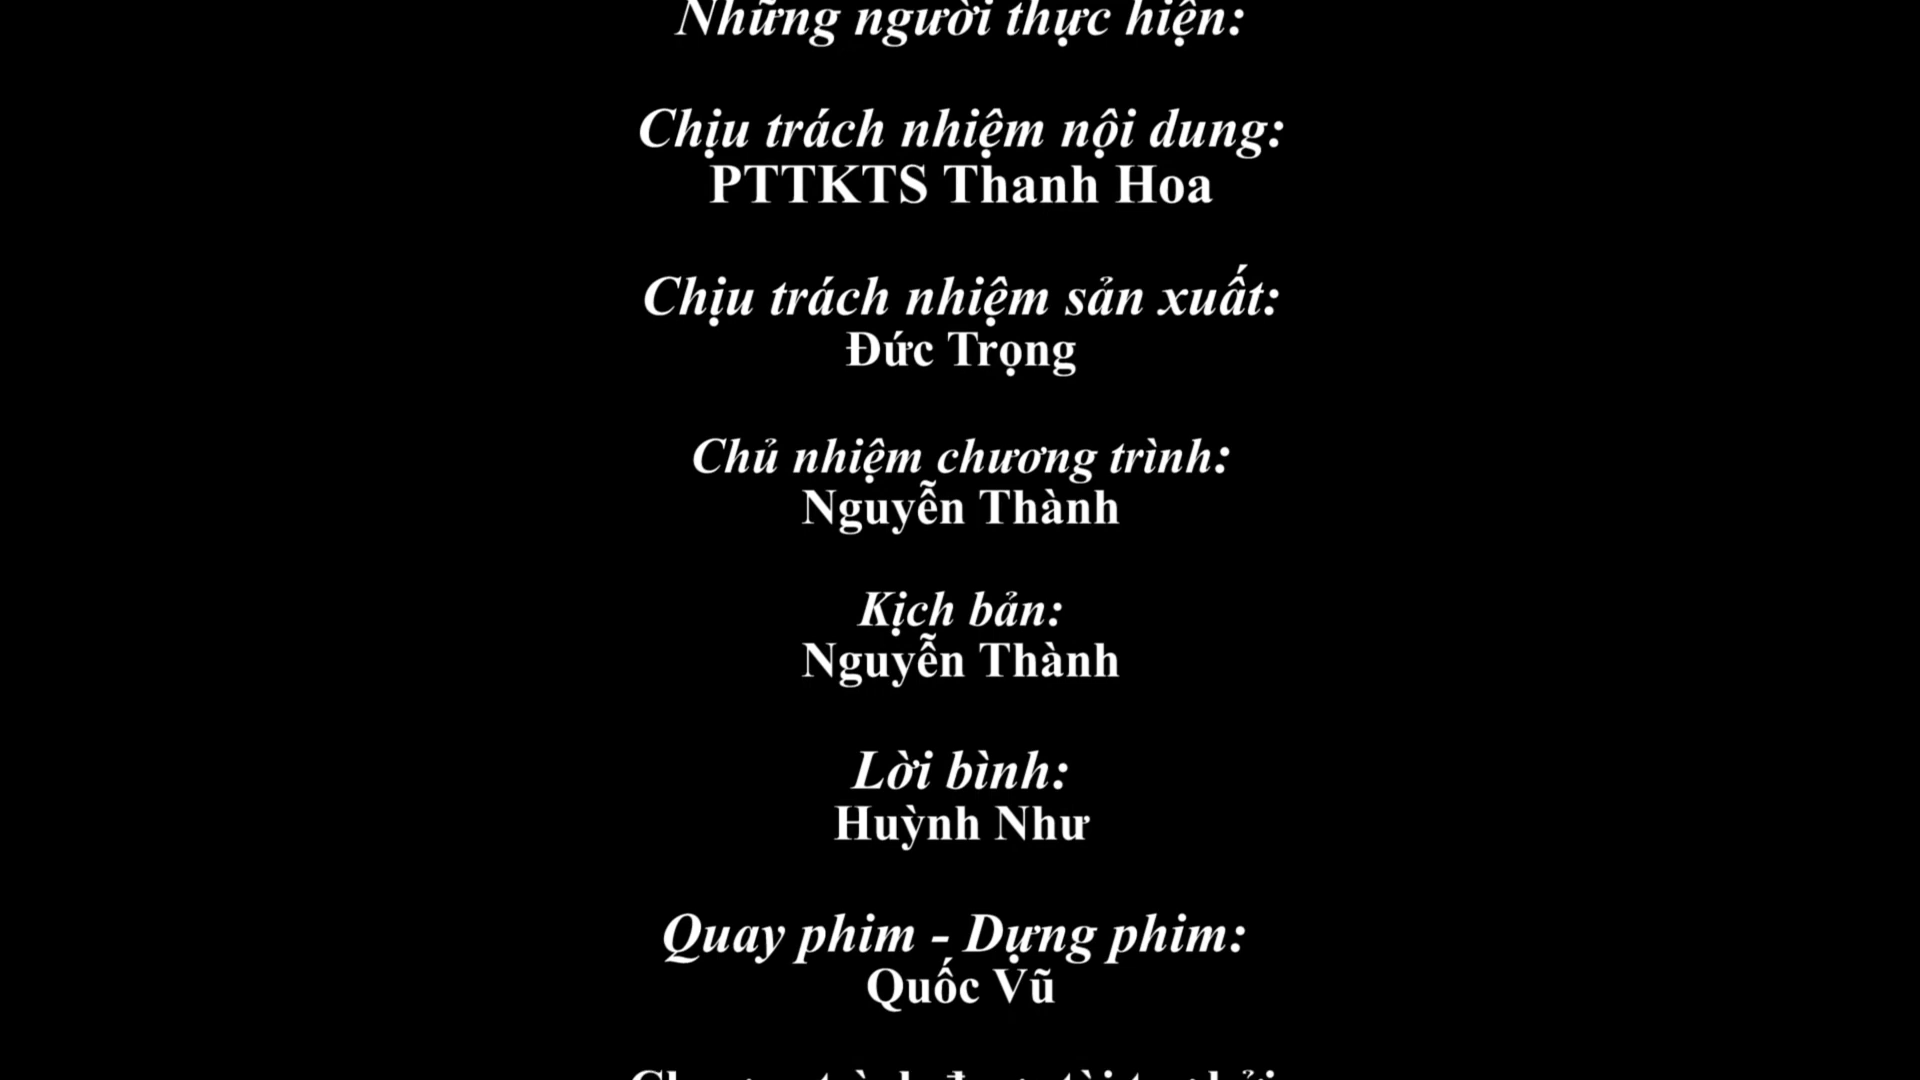 Những người thực hiện:
Chịu trách nhiệm nội dung:
PTTKTS Thanh Hoa
Chịu trách nhiệm sản xuất:
Đức Trọng
Chủ nhiệm chương trình:
Nguyễn Thành
Kịch bản:
Nguyễn Thành
Lời bình:
Huỳnh Như
Quay phim - Dựng phim:
Quốc Vũ